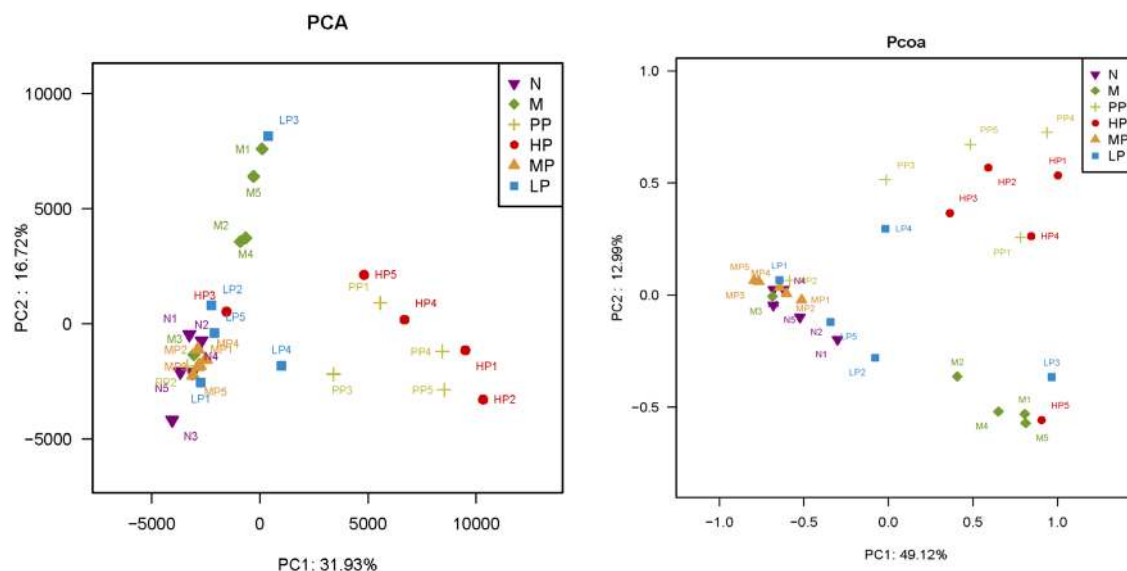 PCA
PC2 : 16.72%
10000
5000
0
−5000
−5000
0
5000
10000
PC1: 31.93%
N
M
PP
HP
MP
LP
LP3
M1
M5
M2
M4
LP2
HP3
HP5
PP1
HP4
N1
N2
LP5
M3
MP2
MP4
MP1
N4
LP4
PP4
HP1
PP2
N5
LP1
MP5
PP3
PP5
HP2
N3
Pcoa
PC2 : 12.99%
1.0
0.5
0.0
−0.5
−1.0
−0.5
0.0
0.5
1.0
PC1: 49.12%
N
M
PP
HP
MP
LP
PP5
PP4
PP3
HP2
HP1
HP3
LP4
PP1
HP4
MP5
LP1
MP4
MP2
N4
MP3
MP1
M3
MP2
N5
N2
LP5
N1
LP2
M2
LP3
M1
HP5
M4
M5